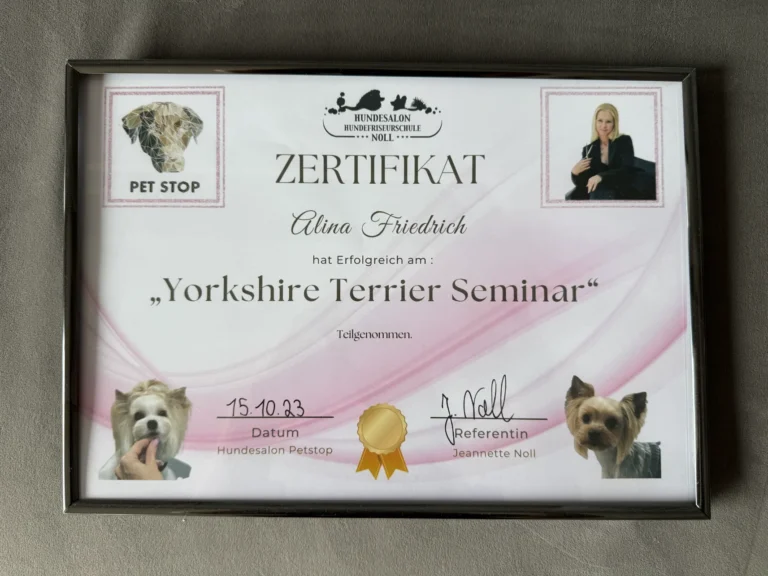 HUNDESALON
HUNDEFRISEURSCHULE
NOLL
PET STOP
ZERTIFIKAT
Alina Friedrich
hat Erfolgreich am :
„Yorkshire Terrier Seminar“
Teilgenommen.
15.10.23
Datum
Hundesalon Petstop
J. Noll
Referentin
Jeannette Noll